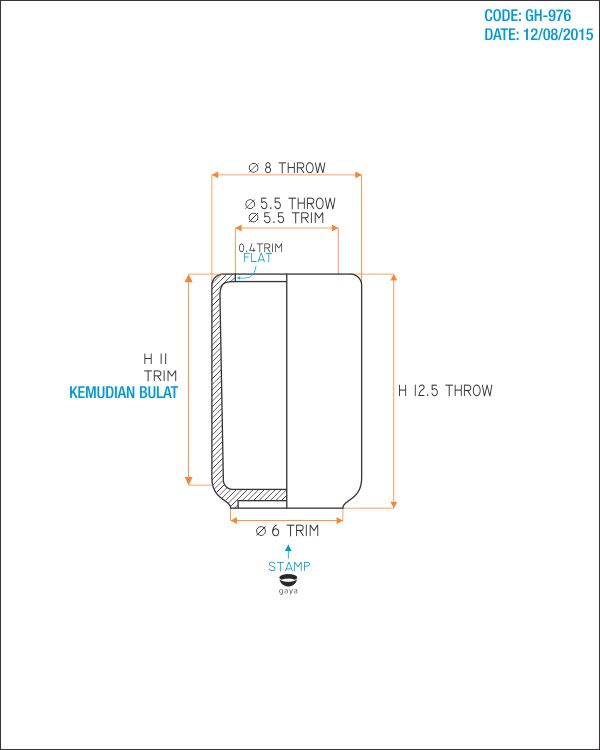 CODE: GH-976
DATE: 12/08/2015
Ø 8 THROW
Ø 5.5 THROW
Ø 5.5 TRIM
0.4TRIM
FLAT
H 11
TRIM
KEMUDIAN BULAT
H 12.5 THROW
Ø 6 TRIM
STAMP
gaya